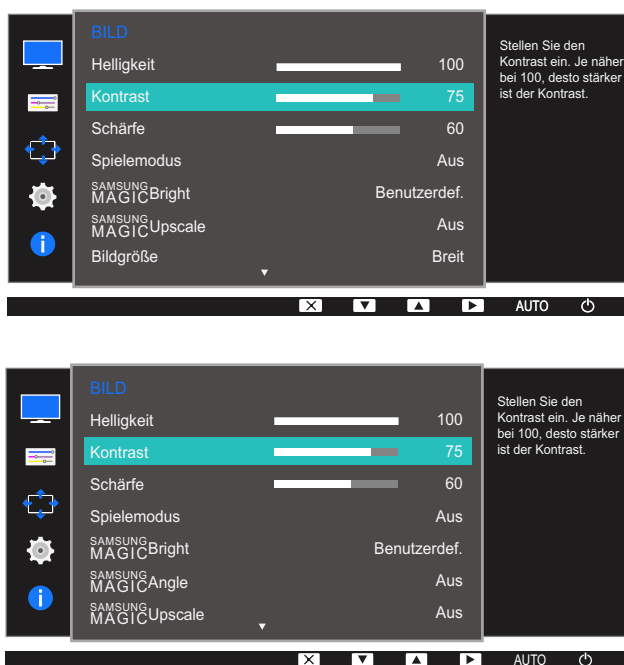 BILD
Helligkeit 100
Kontrast 75
Schärfe 60
Spielemodus Aus
SAMSUNG MAGIC Bright Benutzerdef.
SAMSUNG MAGIC Upscale Aus
Bildgröße Breit
Stellen Sie den
Kontrast ein. Je näher
bei 100, desto stärker
ist der Kontrast.
AUTO
BILD
Helligkeit 100
Kontrast 75
Schärfe 60
Spielemodus Aus
SAMSUNG MAGIC Bright Benutzerdef.
SAMSUNG MAGIC Angle Aus
SAMSUNG MAGIC Upscale Aus
Stellen Sie den
Kontrast ein. Je näher
bei 100, desto stärker
ist der Kontrast.
AUTO